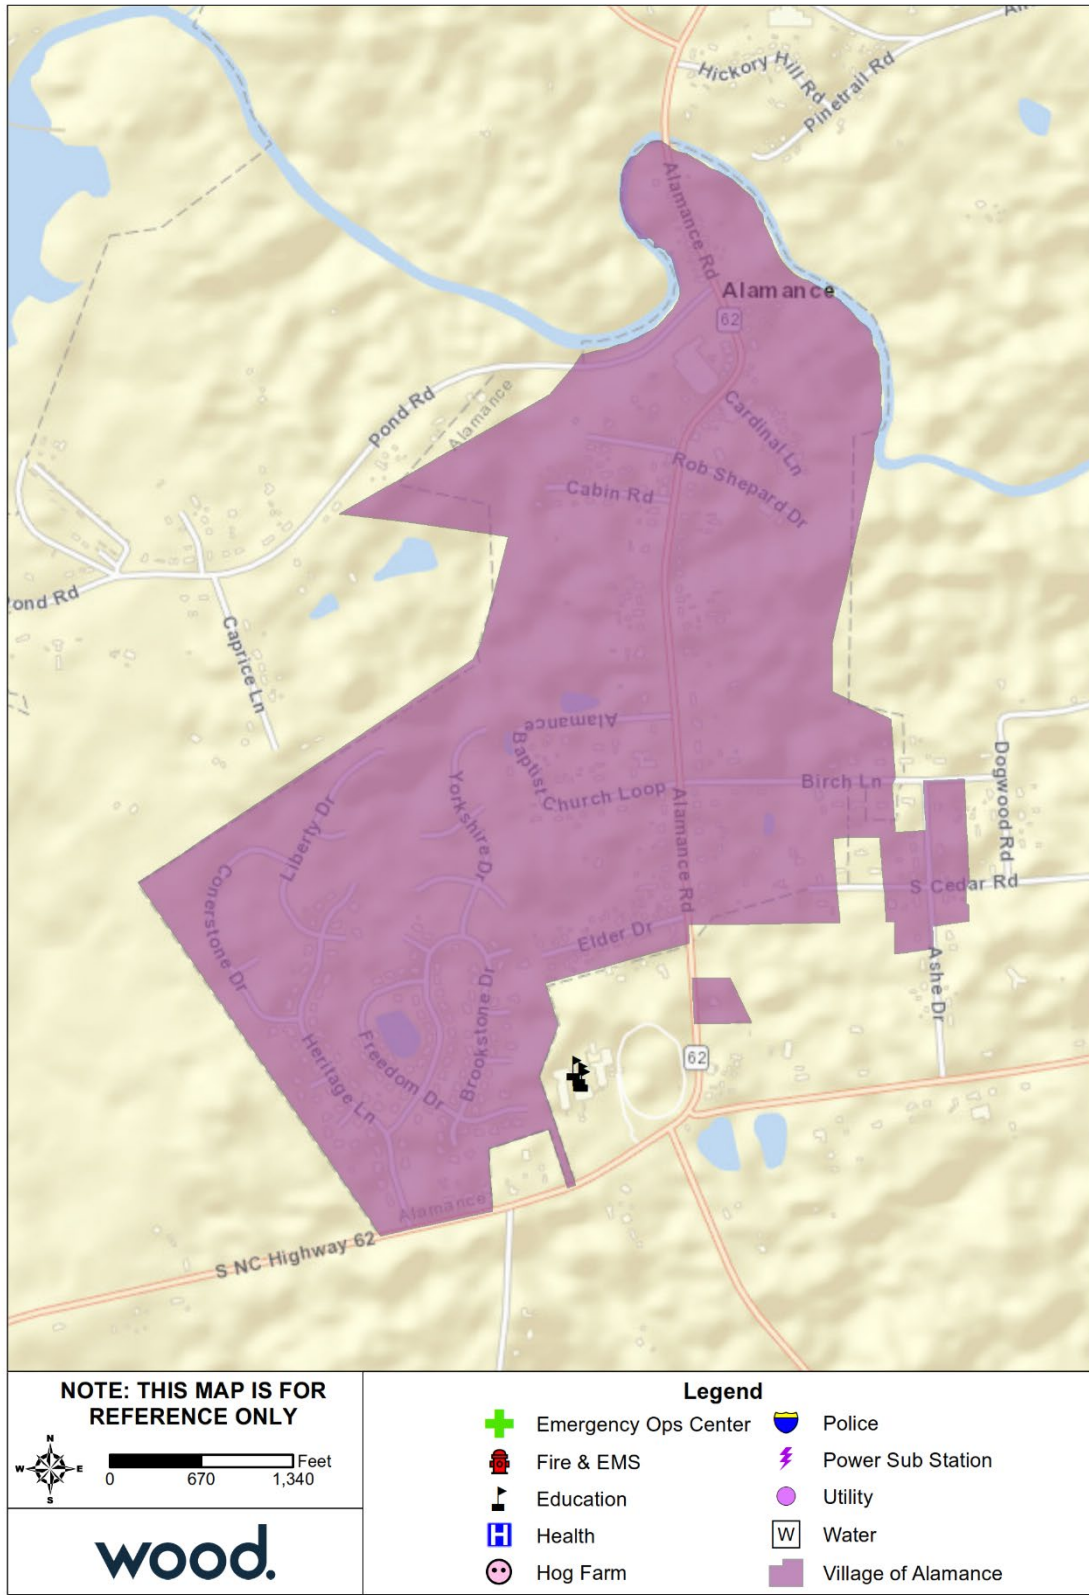 Hickory Hill Rd
Pinetrail Rd
Alamance Rd
Alamance
62
Pond Rd
Alamance
Cardinal Ln
Rob Shepard Dr
Cabin Rd
Pond Rd
Caprice Ln
Alamance
Baptist
Church Loop
Yorkshire Dr
Liberty Dr
Birch Ln
Dogwood Rd
Alamance Rd
S Cedar Rd
Conerstone Dr
Elder Dr
Ashe Dr
Brookstone Dr
Freedom Dr
Heritage Ln
62
Alamance
S NC Highway 62
NOTE: THIS MAP IS FOR
REFERENCE ONLY
N
W E
S
Feet
0 670 1,340
wood.
Legend
Emergency Ops Center
Fire & EMS
Education
H Health
Hog Farm
Police
Power Sub Station
Utility
W Water
Village of Alamance